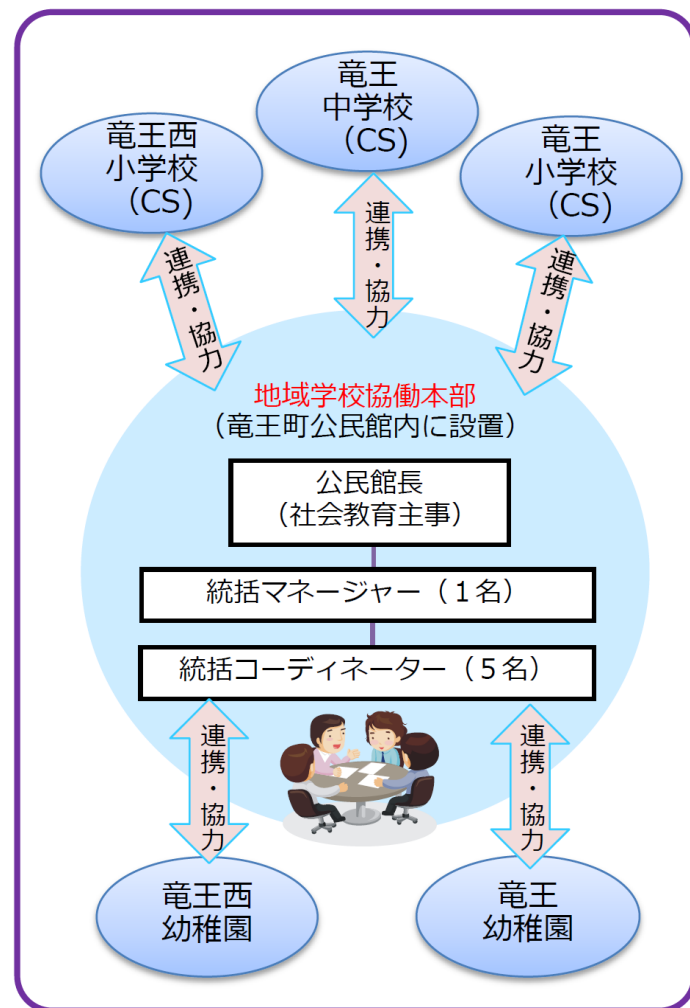 竜王
中学校
（CS）
竜王西
小学校
（CS）
竜王
小学校
（CS）
連携・協力
連携・協力
連携・協力
地域学校協働本部
（竜王町公民館内に設置）
公民館長
（社会教育主事）
統括マネージャー（１名）
統括コーディネーター（５名）
連携・協力
連携・協力
竜王西
幼稚園
竜王
幼稚園